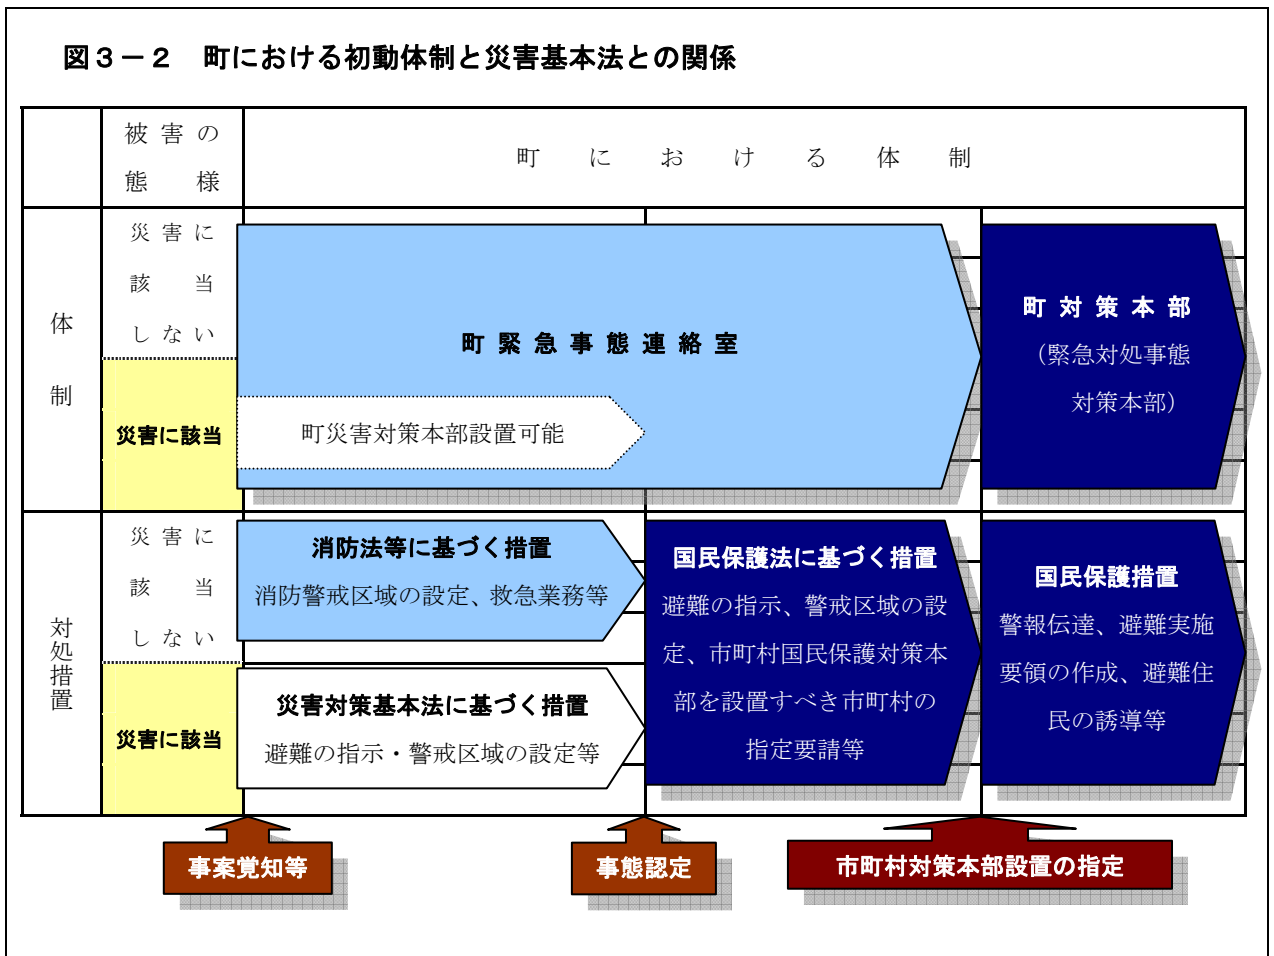 図３－２　町における初動体制と災害基本法との関係
被害の
態様
町における体制
体制
災害に
該当
しない
災害に該当
町緊急事態連絡室
町災害対策本部設置可能
町対策本部
（緊急対処事態
対策本部）
対処措置
災害に
該当
しない
災害に該当
消防法等に基づく措置
消防警戒区域の設定、救急業務等
災害対策基本法に基づく措置
避難の指示・警戒区域の設定等
国民保護法に基づく措置
避難の指示、警戒区域の設
定、市町村国民保護対策本
部を設置すべき市町村の
指定要請等
国民保護措置
警報伝達、避難実施
要領の作成、避難住
民の誘導等
事案覚知等
事態認定
市町村対策本部設置の指定